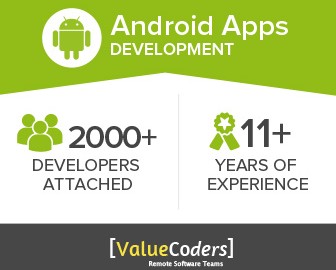 Android Apps
DEVELOPMENT
2000+
DEVELOPERS
ATTACHED
11+
YEARS OF
EXPERIENCE
[ValueCoders]
Remote Software Teams